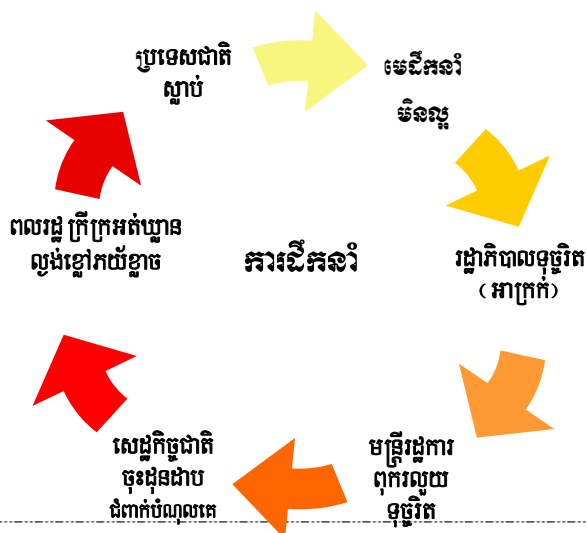 ប្រទេសជាតិ
ស្លាប់
មេដឹកនាំ
មិនល្អ
រដ្ឋាភិបាលទុច្ចរិត
(អាក្រក់)
មន្ត្រីរដ្ឋការ
ពុករលួយ
ទុច្ចរិត
សេដ្ឋកិច្ចជាតិ
ចុះដុនដាប
ជំពាក់បំណុលគេ
ពលរដ្ឋ ក្រីក្រអត់ឃ្លាន
ល្ងង់ខ្លៅភយ័ខ្លាច
ការដឹកនាំ